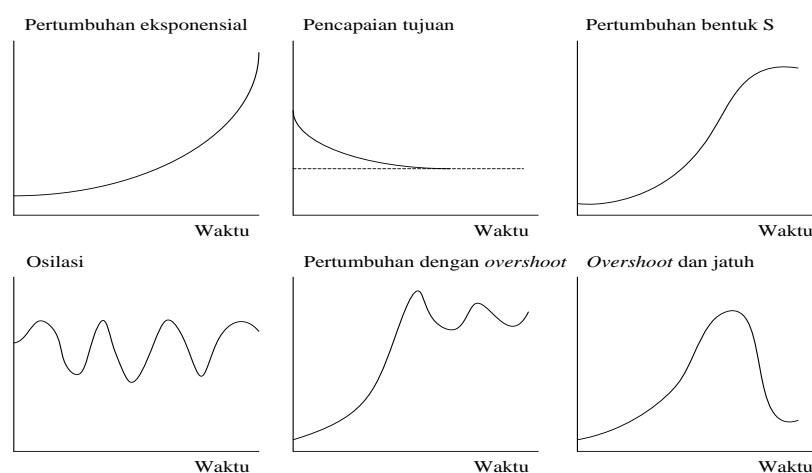 Pertumbuhan eksponensial
Pencapaian tujuan
Pertumbuhan bentuk S
Waktu
Waktu
Waktu
Osilasi
Pertumbuhan dengan overshoot
Overshoot dan jatuh
Waktu
Waktu
Waktu